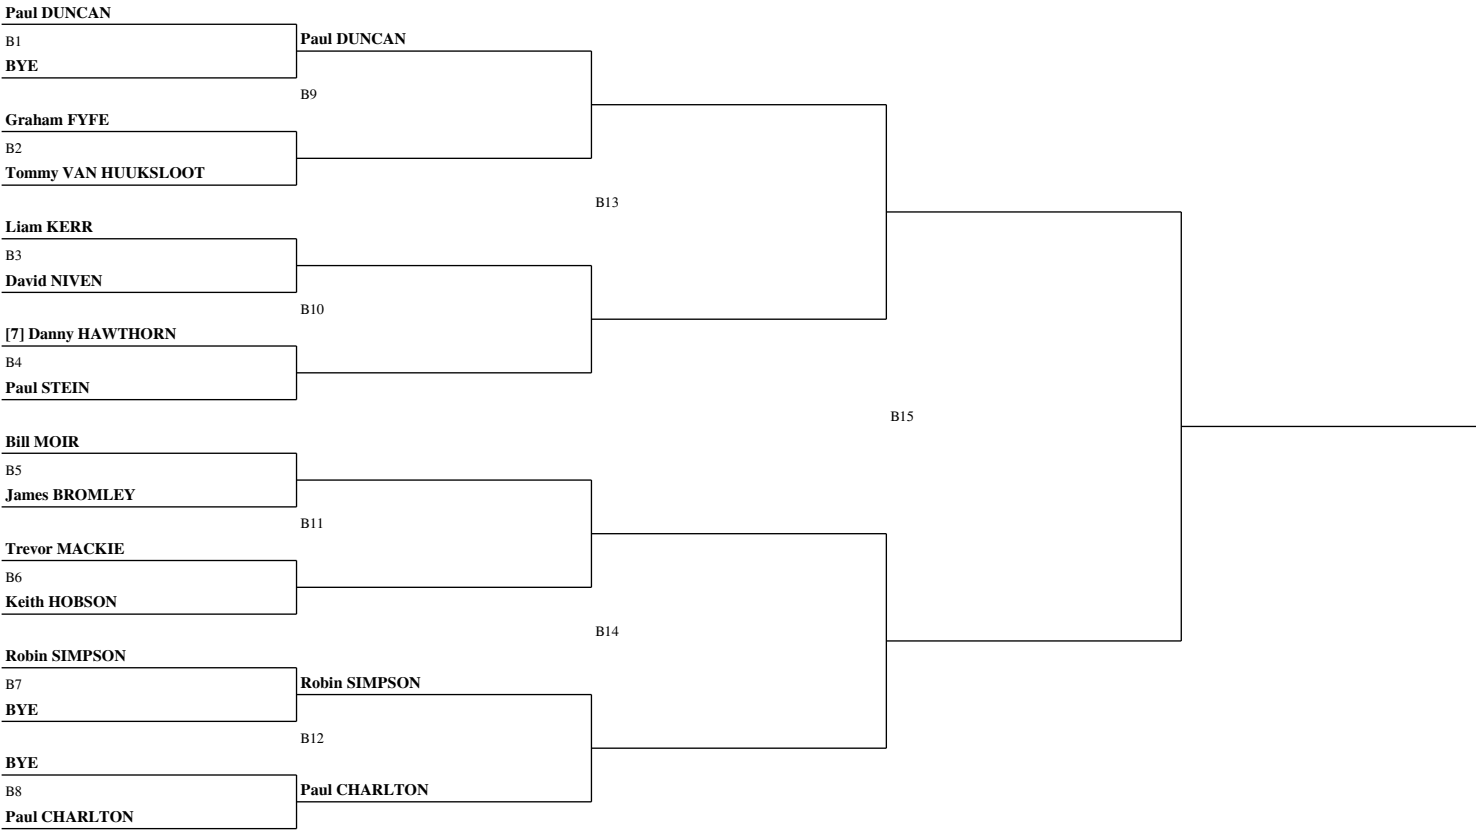 Paul DUNCAN
B1
BYE
Paul DUNCAN
B9
Graham FYFE
B2
Tommy VAN HUUKSLOOT
B13
Liam KERR
B3
David NIVEN
B10
[7] Danny HAWTHORN
B4
Paul STEIN
B15
Bill MOIR
B5
James BROMLEY
B11
Trevor MACKIE
B6
Keith HOBSON
B14
Robin SIMPSON
B7
BYE
Robin SIMPSON
B12
BYE
B8
Paul CHARLTON
Paul CHARLTON